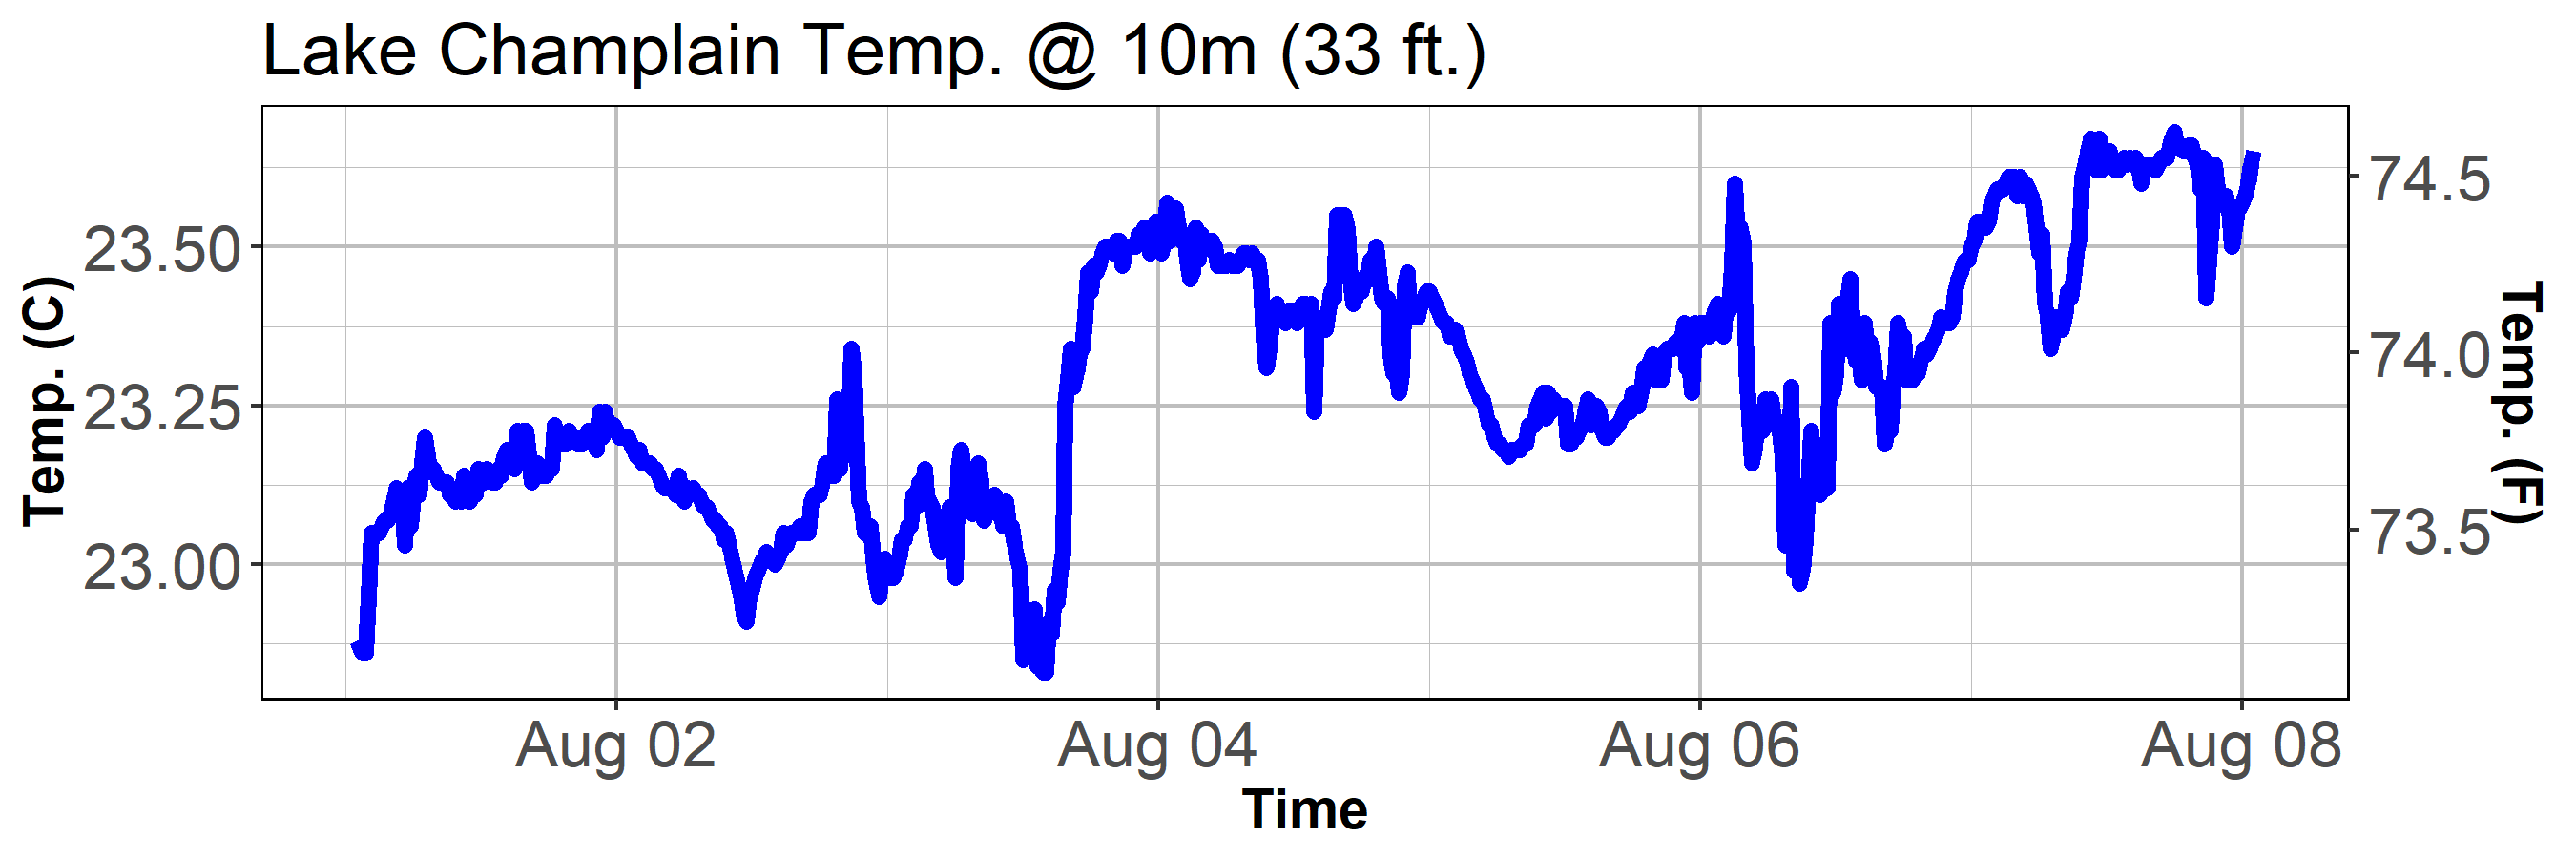 Lake Champlain Temp. @ 10m (33 ft.)
Temp. (C)
23.50
23.25
23.00
74.5
74.0
73.5
Temp. (F)
Aug 02
Aug 04
Aug 06
Aug 08
Time